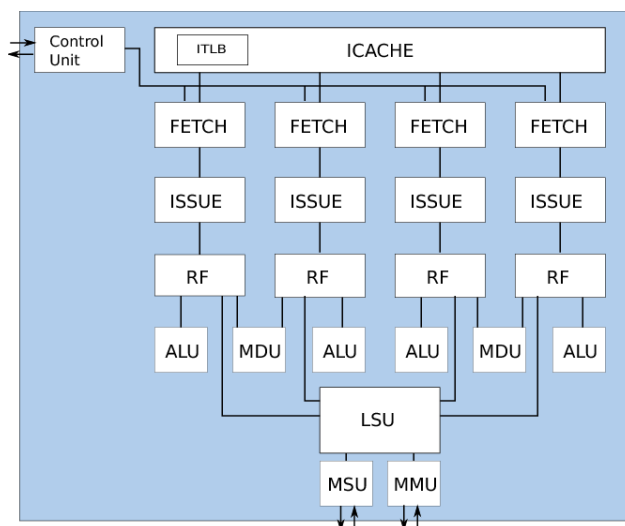 Control
Unit
ITLB
ICACHE
FETCH FETCH FETCH FETCH
ISSUE ISSUE ISSUE ISSUE
RF RF RF RF
ALU MDU ALU ALU MDU ALU
LSU
MSU MMU